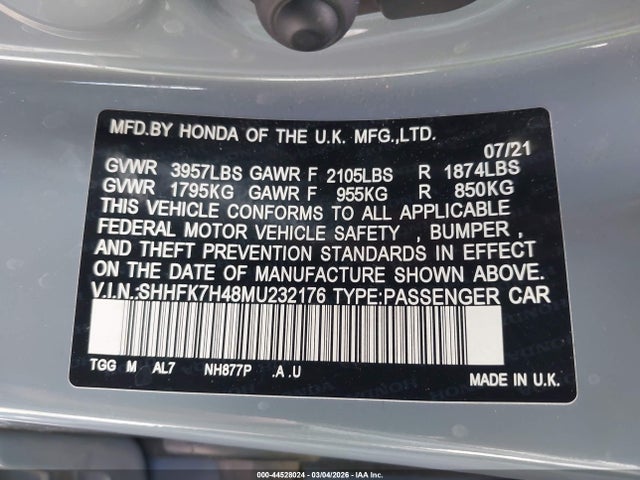 MFD.BY HONDA OF THE U.K. MFG.,LTD.
07/21
GVWR 3957LBS GAWR F 2105LBS R 1874LBS
GVWR 1795KG GAWR F 955KG R 850KG
THIS VEHICLE CONFORMS TO ALL APPLICABLE
FEDERAL MOTOR VEHICLE SAFETY , BUMPER ,
AND THEFT PREVENTION STANDARDS IN EFFECT
ON THE DATE OF MANUFACTURE SHOWN ABOVE.
V.I.N.:SHHFK7H48MU232176 TYPE:PASSENGER CAR
TGG M AL7 NH877P .A .U
MADE IN U.K.
000-44528024 | 03/04/2026 | IAA Inc.